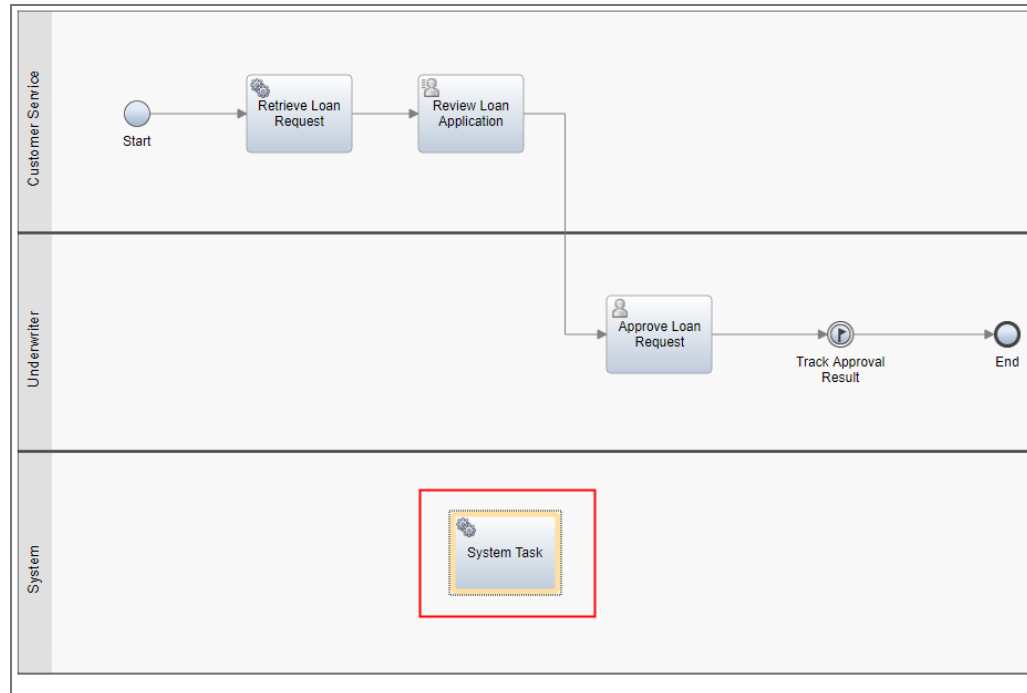 Customer Service
Start
Retrieve Loan
Request
Review Loan
Application
Underwriter
Approve Loan
Request
Track Approval
Result
End
System
System Task